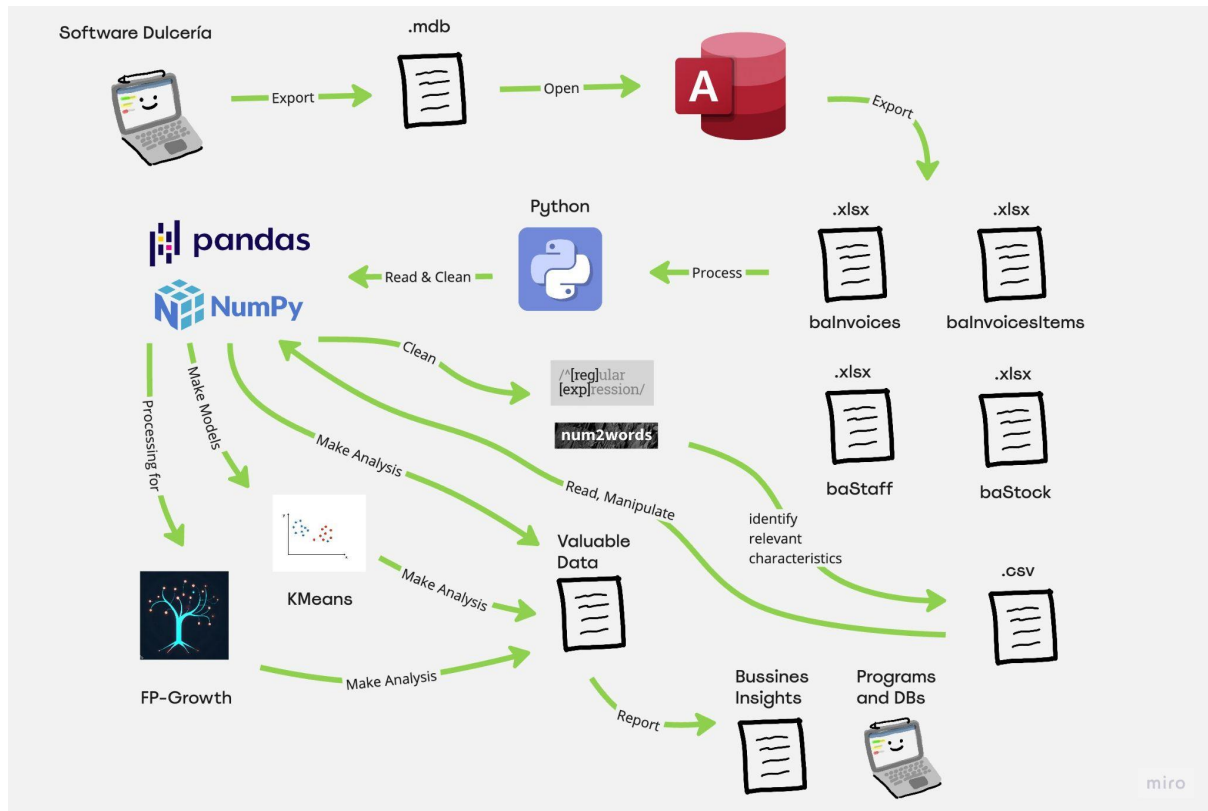 Software Dulcería
.mdb
Export
Open
A
Export
Python
.xlsx
.xlsx
pandas
Read & Clean
Process
NumPy
baInvoices
baInvoicesItems
Clean
/^[reg]ular
[exp]ression/
.xlsx
.xlsx
num2words
Processing for
Make Models
Make Analysis
Read, Manipulate
baStaff
baStock
identify
relevant
characteristics
Valuable
Data
.csv
KMeans
Make Analysis
FP-Growth
Make Analysis
Report
Bussines
Insights
Programs
and DBs
miro